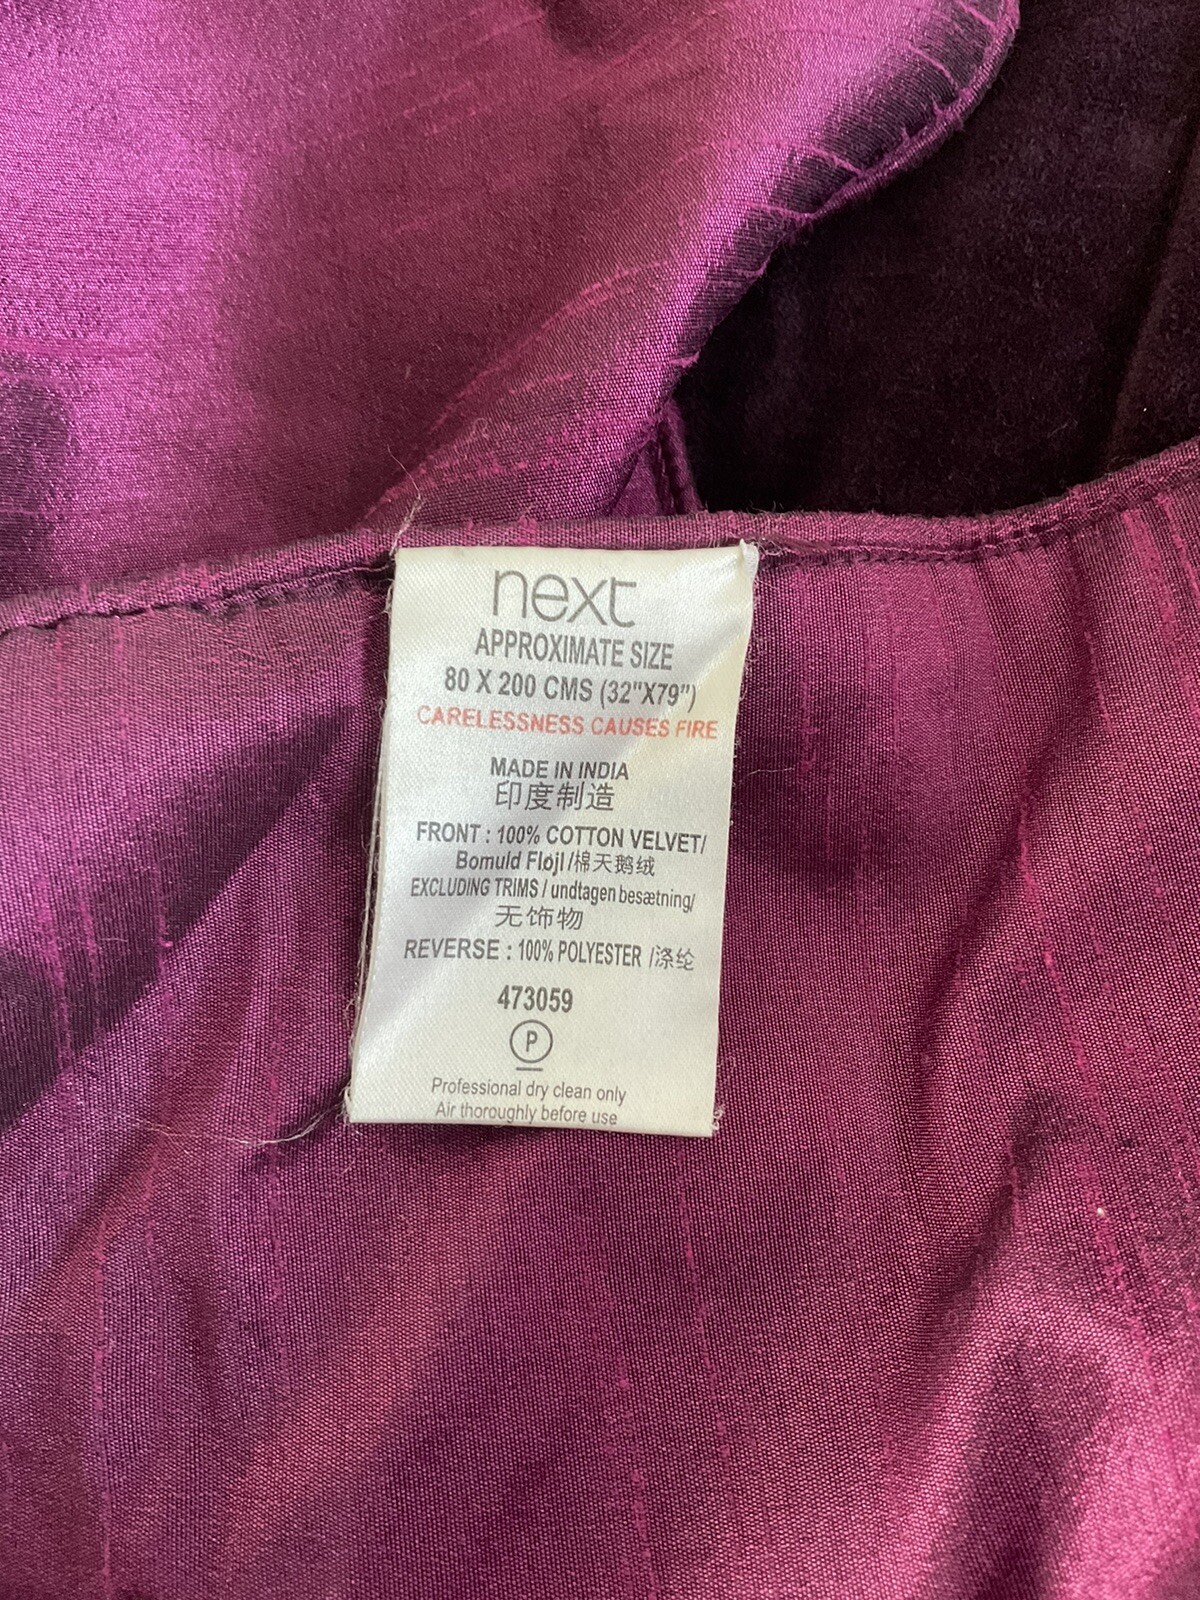 next
APPROXIMATE SIZE
80 X 200 CMS (32"X79")
CARELESSNESS CAUSES FIRE
MADE IN INDIA
印度制造
FRONT : 100% COTTON VELVET/
Bomuld Fløjl /棉天鹅绒
EXCLUDING TRIMS / undtagen besætning/
无饰物
REVERSE : 100% POLYESTER /涤纶
473059
P
Professional dry clean only
Air thoroughly before use